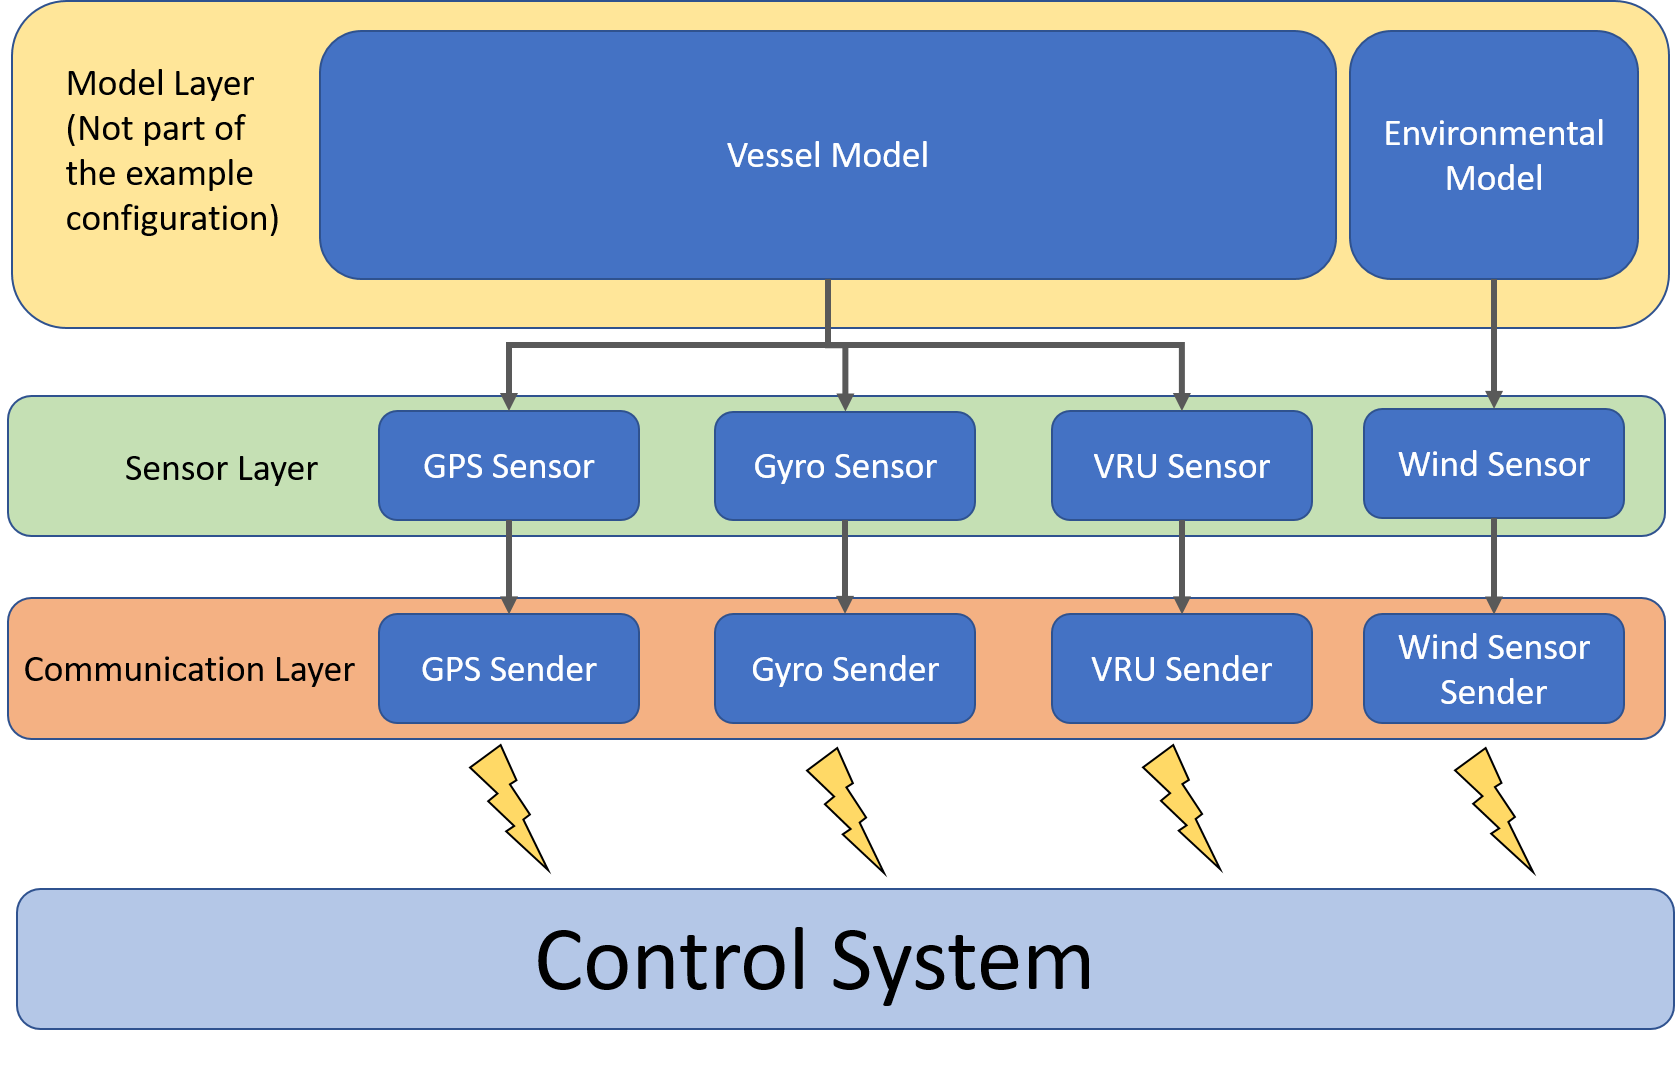 Model Layer
(Not part of
the example
configuration)
Vessel Model
Environmental
Model
Sensor Layer
GPS Sensor
Gyro Sensor
VRU Sensor
Wind Sensor
Communication Layer
GPS Sender
Gyro Sender
VRU Sender
Wind Sensor
Sender
Control System